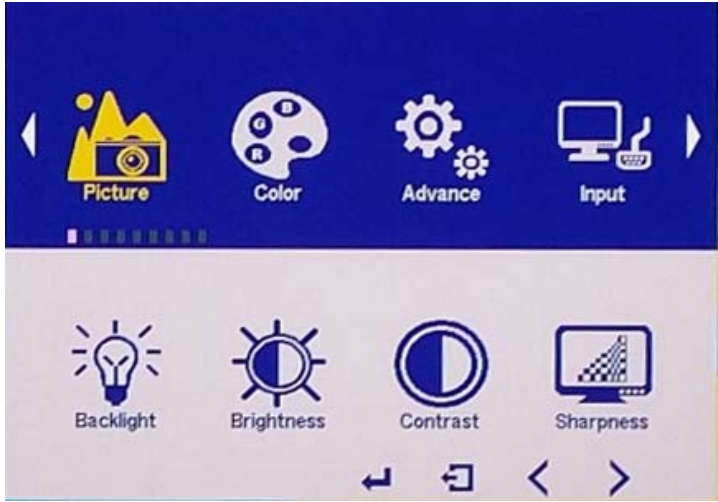 B
G
R
Picture Color Advance Input
Backlight Brightness Contrast Sharpness